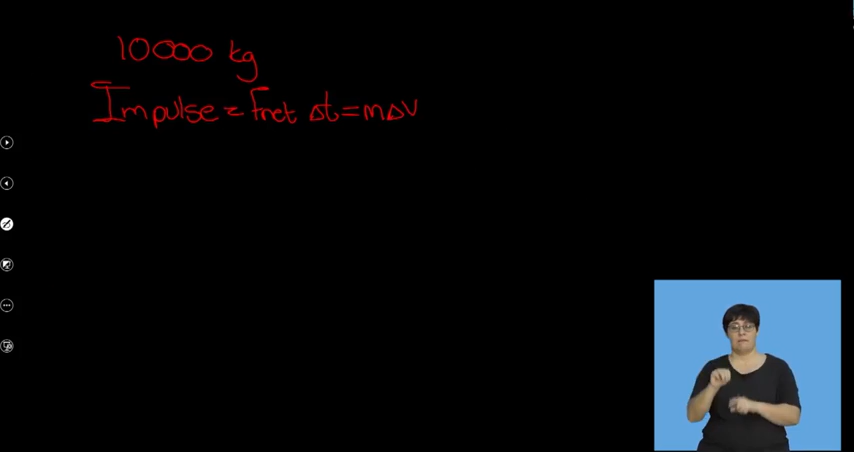 10000 kg
Impulse = Fnet Δt = mΔv